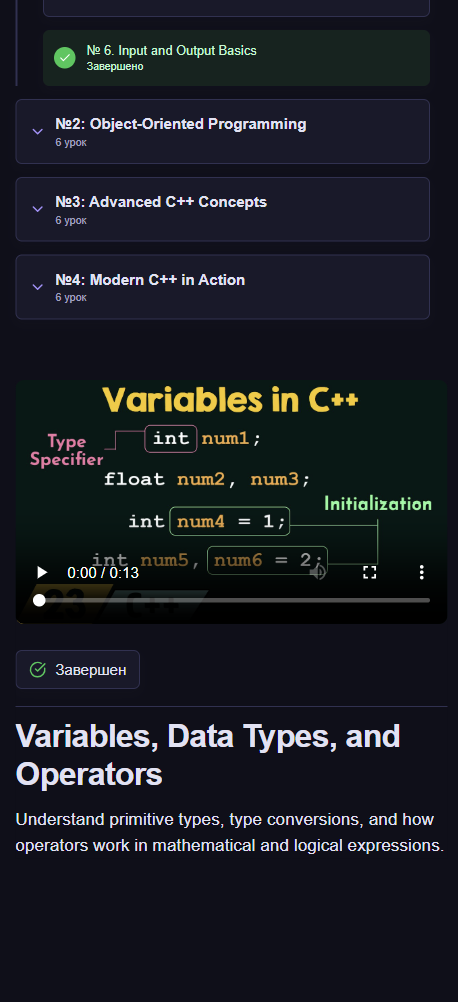 № 6. Input and Output Basics
Завершено
№2: Object-Oriented Programming
6 урок
№3: Advanced C++ Concepts
6 урок
№4: Modern C++ in Action
6 урок
Variables in C++
Type
Specifier
int num1;
float num2, num3;
Initialization
int num4 = 1;
int num5, num6 = 2;
0:00 / 0:13
23 C++
Завершен
Variables, Data Types, and
Operators
Understand primitive types, type conversions, and how
operators work in mathematical and logical expressions.